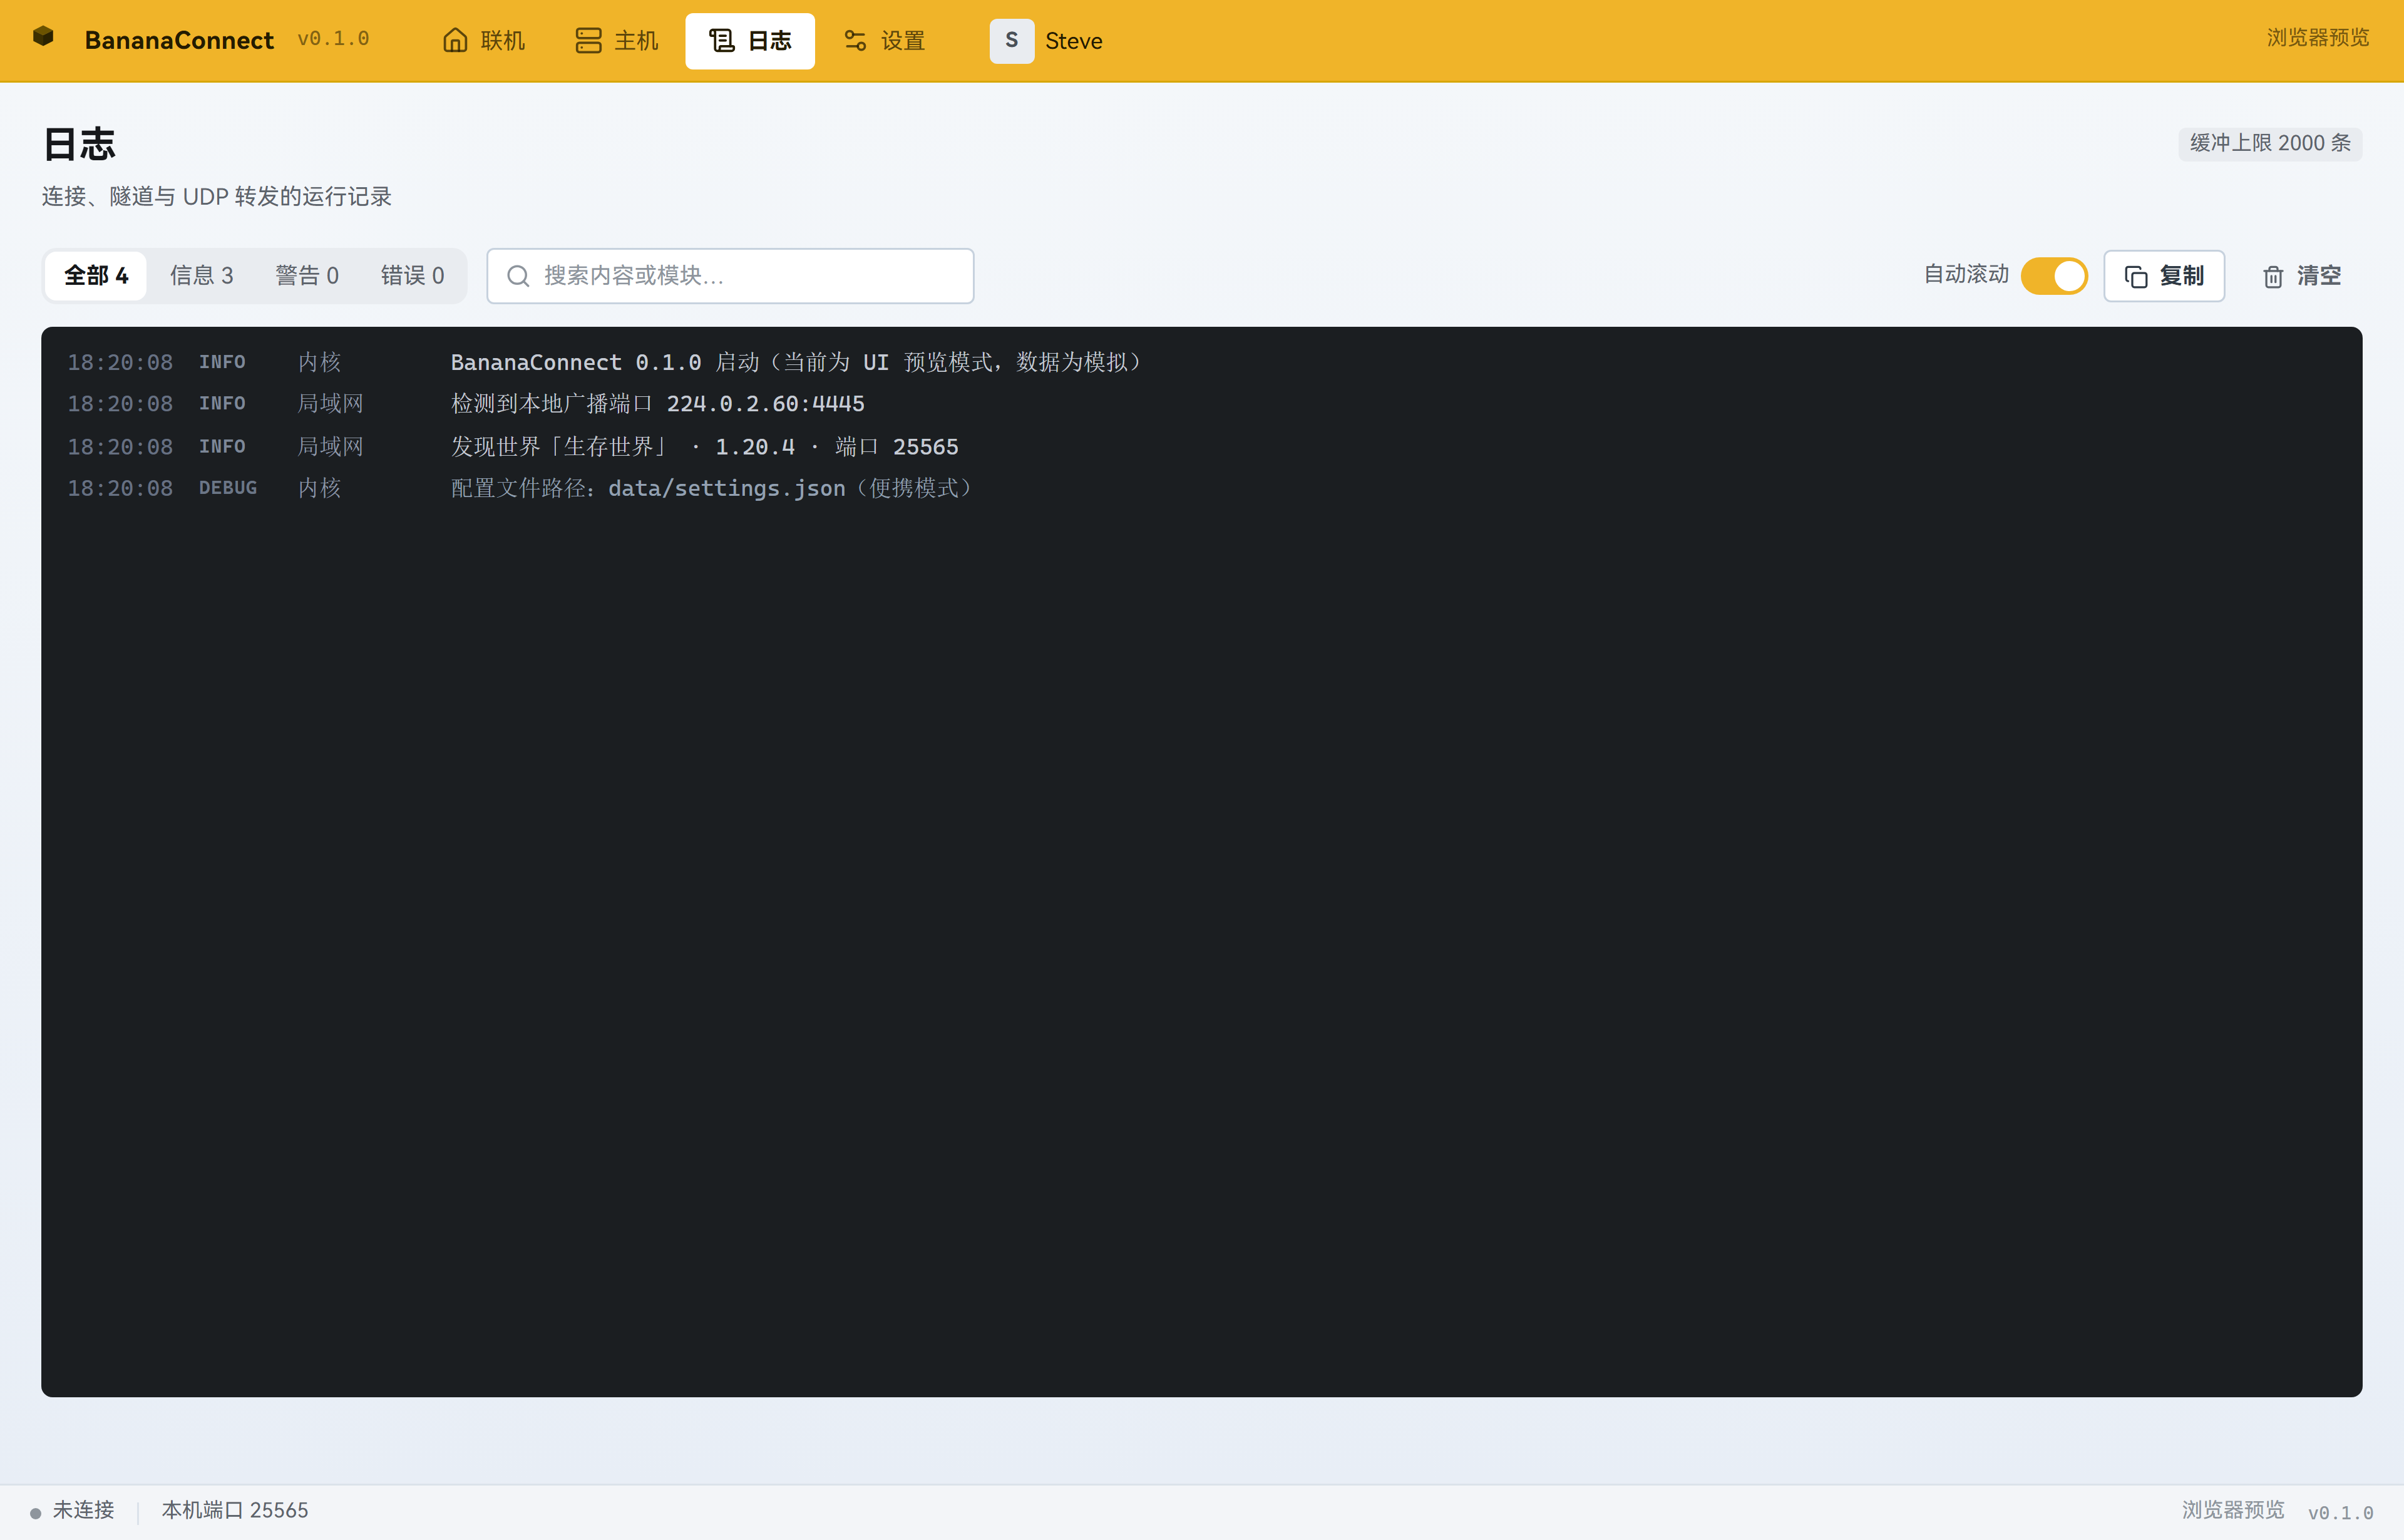 BananaConnect v0.1.0 联机 主机 日志 设置 S Steve 浏览器预览
日志
缓冲上限 2000 条
连接、隧道与 UDP 转发的运行记录
全部 4 信息 3 警告 0 错误 0 搜索内容或模块… 自动滚动 复制 清空
18:20:08 INFO 内核 BananaConnect 0.1.0 启动（当前为 UI 预览模式，数据为模拟）
18:20:08 INFO 局域网 检测到本地广播端口 224.0.2.60:4445
18:20:08 INFO 局域网 发现世界「生存世界」 · 1.20.4 · 端口 25565
18:20:08 DEBUG 内核 配置文件路径：data/settings.json（便携模式）
未连接 本机端口 25565 浏览器预览 v0.1.0